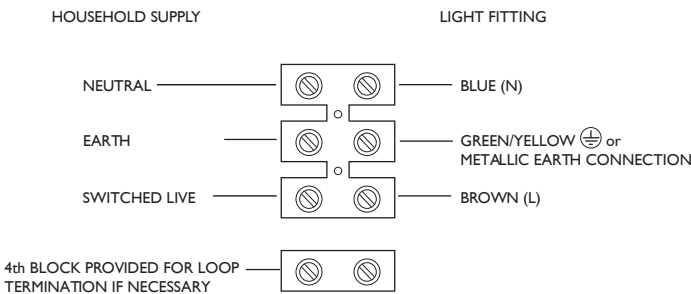 HOUSEHOLD SUPPLY
LIGHT FITTING
NEUTRAL
BLUE (N)
EARTH
GREEN/YELLOW or
METALLIC EARTH CONNECTION
SWITCHED LIVE
BROWN (L)
4th BLOCK PROVIDED FOR LOOP
TERMINATION IF NECESSARY